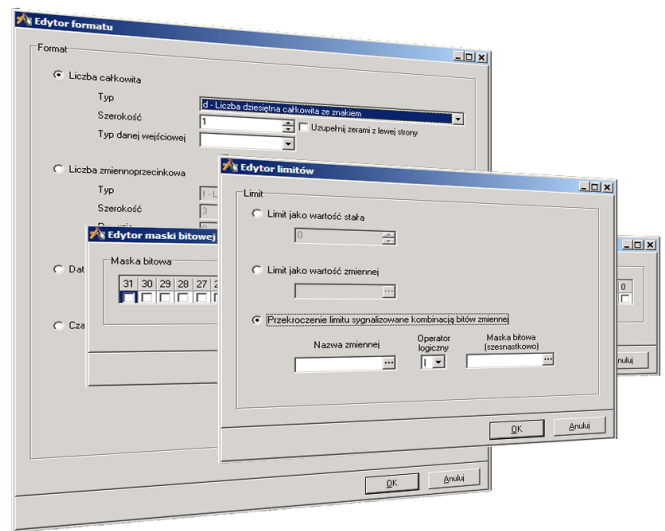 Edytor formatu
Format
Liczba całkowita
Typ
d - Liczba dziesiętna całkowita ze znakiem
Szerokość
1
Uzupełnij zerami z lewej strony
Typ danej wejściowej
Liczba zmiennoprzecinkowa
Typ
Szerokość
3
Dat
Cza
OK
Anuluj
Edytor maski bitowej
Maska bitowa
31 30 29 28 27
0
Edytor limitów
Limit
Limit jako wartość stała
0
Limit jako wartość zmiennej
Przekroczenie limitu sygnalizowane kombinacją bitów zmiennej
Nazwa zmiennej
Operator
logiczny
Maska bitowa
(szesnastkowo)
OK
Anuluj